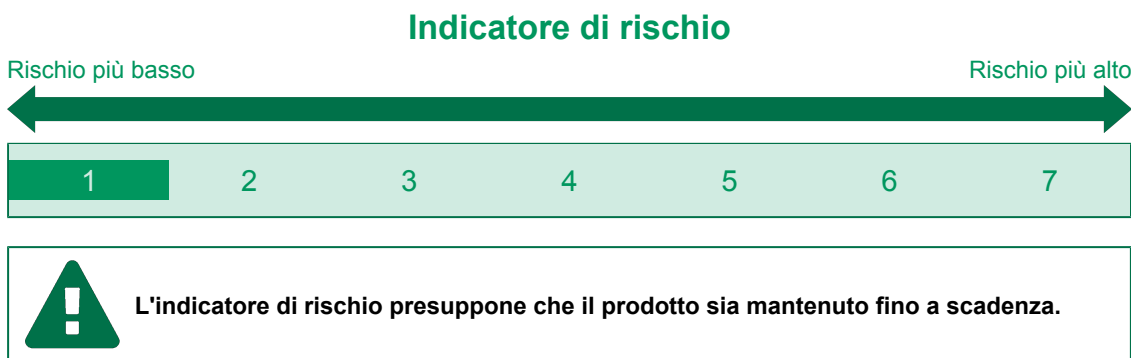 Indicatore di rischio
Rischio più basso Rischio più alto
1 2 3 4 5 6 7
L'indicatore di rischio presuppone che il prodotto sia mantenuto fino a scadenza.